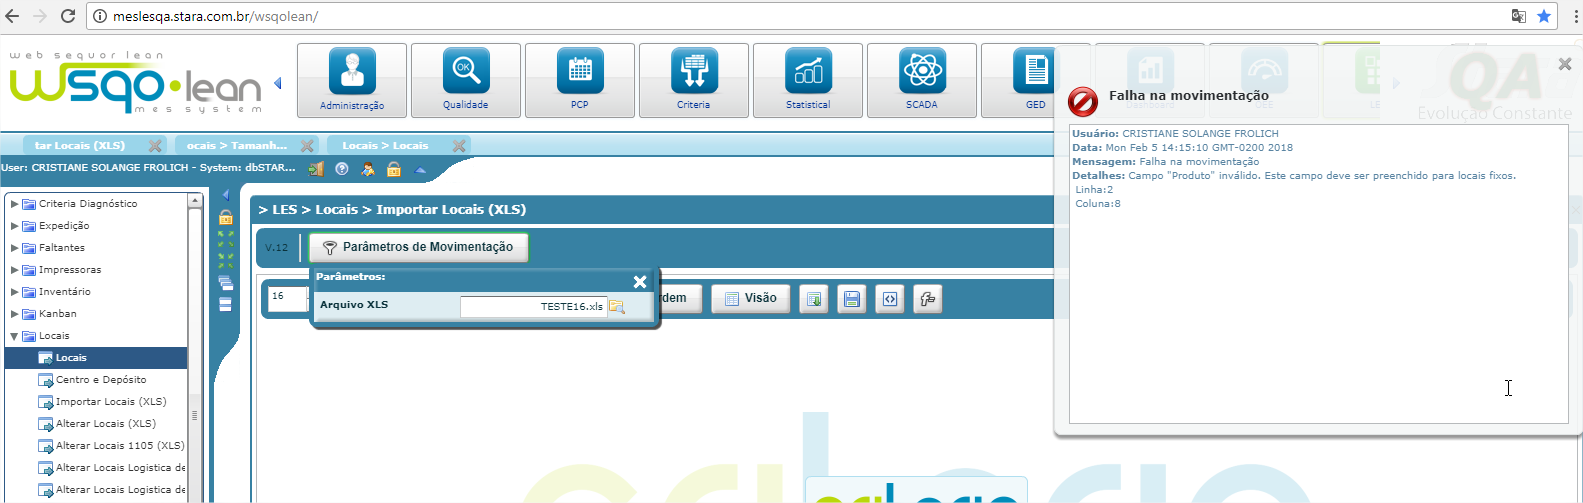 meslesqa.stara.com.br/wsqolean/
web sequor lean
wsqo•lean
mes system
Administração
Qualidade
PCP
Criteria
Statistical
SCADA
GED
QA
Evolução Constante
Falha na movimentação
Usuário: CRISTIANE SOLANGE FROLICH
Data: Mon Feb 5 14:15:10 GMT-0200 2018
Mensagem: Falha na movimentação
Detalhes: Campo "Produto" inválido. Este campo deve ser preenchido para locais fixos.
Linha:2
Coluna:8
tar Locais (XLS)
ocais > Tamanh...
Locais > Locais
User: CRISTIANE SOLANGE FROLICH - System: dbSTAR...
Criteria Diagnóstico
Expedição
Faltantes
Impressoras
Inventário
Kanban
Locais
Locais
Centro e Depósito
Importar Locais (XLS)
Alterar Locais (XLS)
Alterar Locais 1105 (XLS)
Alterar Locais Logistica de
Alterar Locais Logistica de
> LES > Locais > Importar Locais (XLS)
V.12
Parâmetros de Movimentação
Parâmetros:
Arquivo XLS
TESTE16.xls
16
rdem
Visão